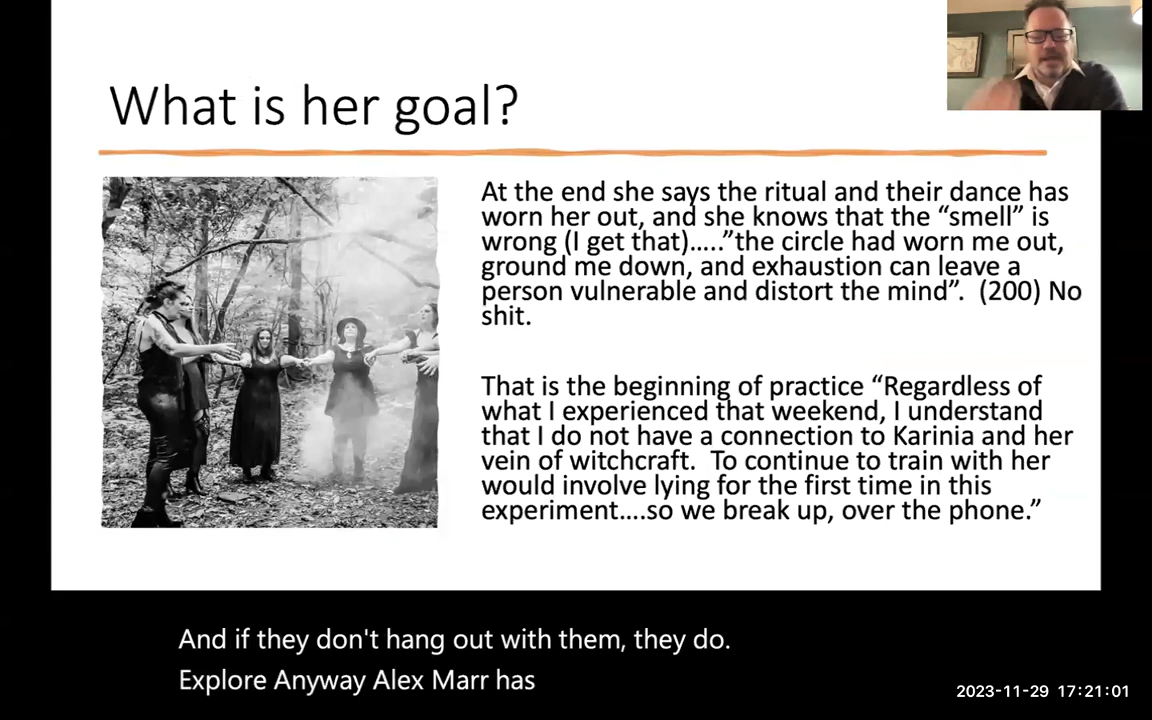 What is her goal?
At the end she says the ritual and their dance has
worn her out, and she knows that the “smell” is
wrong (I get that)…..”the circle had worn me out,
ground me down, and exhaustion can leave a
person vulnerable and distort the mind”.  (200) No
shit.
That is the beginning of practice “Regardless of
what I experienced that weekend, I understand
that I do not have a connection to Karinia and her
vein of witchcraft.  To continue to train with her
would involve lying for the first time in this
experiment….so we break up, over the phone.”
And if they don't hang out with them, they do.
Explore Anyway Alex Marr has
2023-11-29 17:21:01